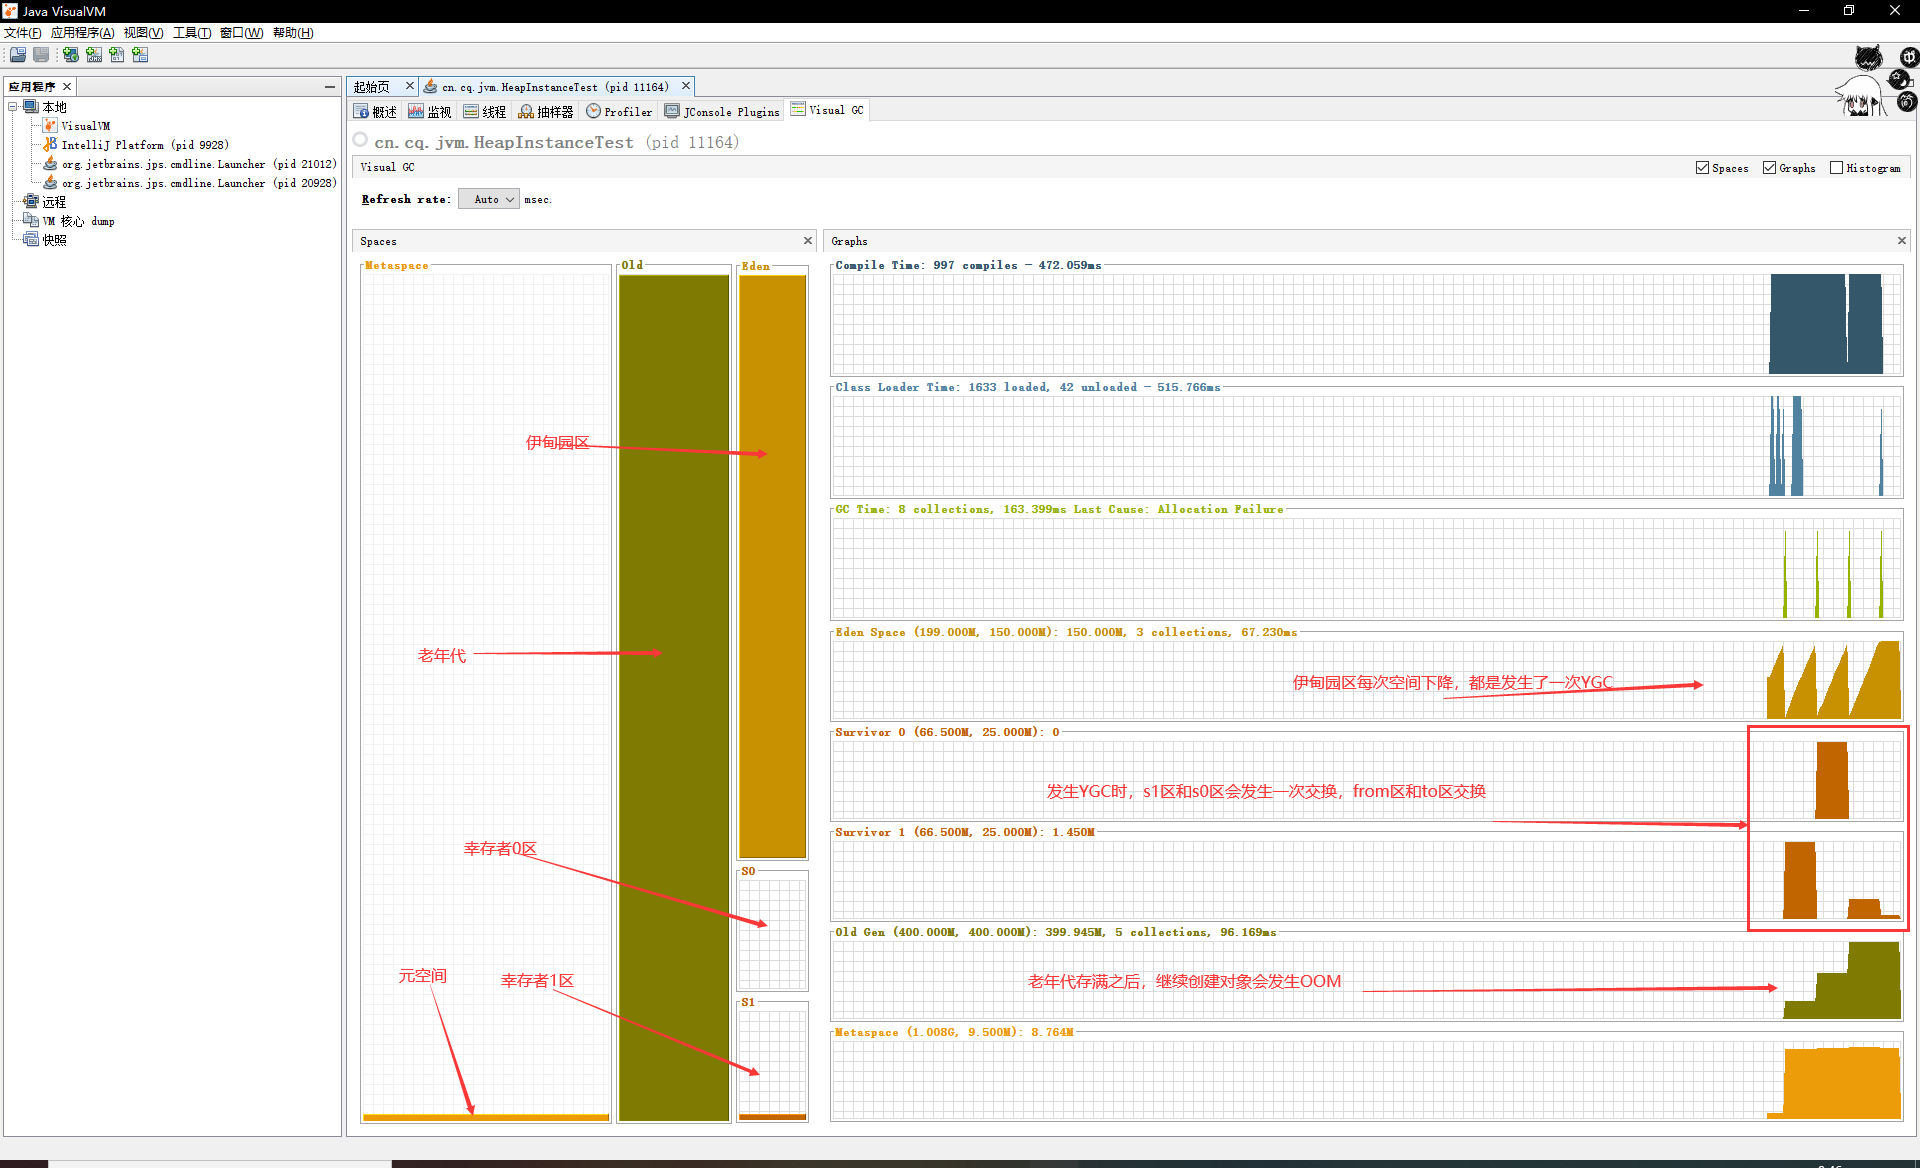 Java VisualVM
文件(F) 应用程序(A) 视图(V) 工具(T) 窗口(W) 帮助(H)
应用程序
本地
VisualVM
IntelliJ Platform (pid 9928)
org.jetbrains.jps.cmdline.Launcher (pid 21012)
org.jetbrains.jps.cmdline.Launcher (pid 20928)
远程
VM 核心 dump
快照
起始页 cn.cq.jvm.HeapInstanceTest (pid 11164)
概述 监视 线程 抽样器 Profiler JConsole Plugins Visual GC
cn.cq.jvm.HeapInstanceTest (pid 11164)
Visual GC
Spaces Graphs Histogram
Refresh rate: Auto msec.
Spaces
Metaspace
Old
Eden
伊甸园区
老年代
幸存者0区
S0
元空间
幸存者1区
S1
Graphs
Compile Time: 997 compiles - 472.059ms
Class Loader Time: 1633 loaded, 42 unloaded - 515.766ms
GC Time: 8 collections, 163.399ms Last Cause: Allocation Failure
Eden Space (199.000M, 150.000M): 150.000M, 3 collections, 67.230ms
伊甸园区每次空间下降，都是发生了一次YGC
Survivor 0 (66.500M, 25.000M): 0
发生YGC时，s1区和s0区会发生一次交换，from区和to区交换
Survivor 1 (66.500M, 25.000M): 1.450M
Old Gen (400.000M, 400.000M): 399.945M, 5 collections, 96.169ms
老年代存满之后，继续创建对象会发生OOM
Metaspace (1.008G, 9.500M): 8.764M